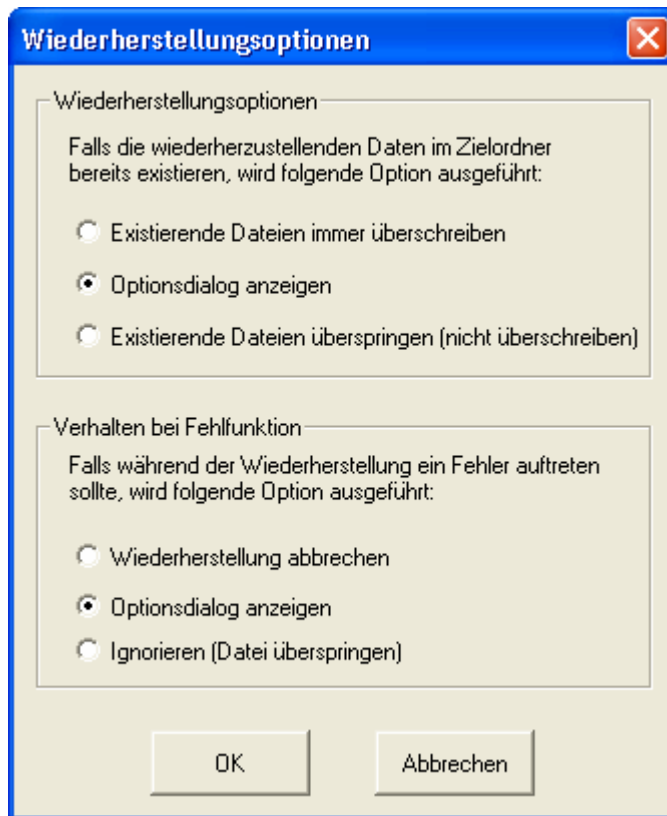 Wiederherstellungsoptionen
Wiederherstellungsoptionen
Falls die wiederherzustellenden Daten im Zielordner
bereits existieren, wird folgende Option ausgeführt:
Existierende Dateien immer überschreiben
Optionsdialog anzeigen
Existierende Dateien überspringen (nicht überschreiben)
Verhalten bei Fehlfunktion
Falls während der Wiederherstellung ein Fehler auftreten
sollte, wird folgende Option ausgeführt:
Wiederherstellung abbrechen
Optionsdialog anzeigen
Ignorieren (Datei überspringen)
OK
Abbrechen